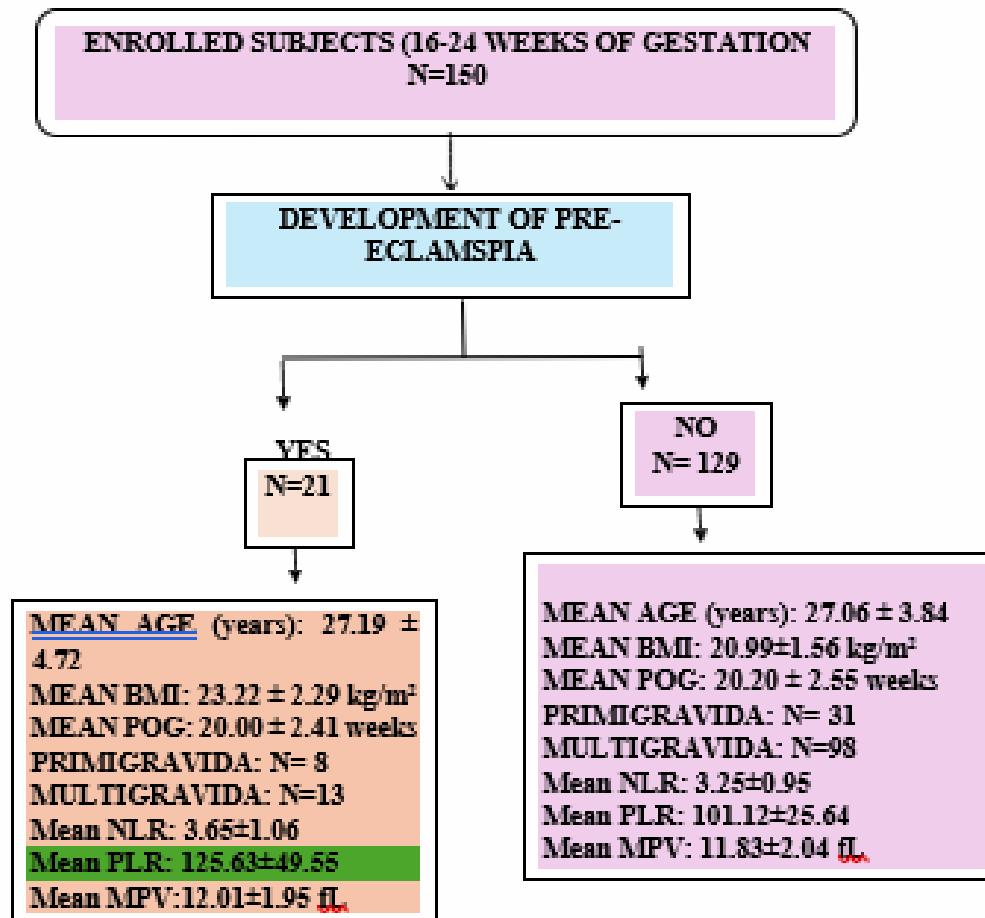 ENROLLED SUBJECTS (16-24 WEEKS OF GESTATION
N=150
DEVELOPMENT OF PRE-
ECLAMSPIA
YES
N=21
NO
N= 129
MEAN AGE (years): 27.19 ±
4.72
MEAN BMI: 23.22 ± 2.29 kg/m²
MEAN POG: 20.00 ± 2.41 weeks
PRIMIGRAVIDA: N= 8
MULTIGRAVIDA: N=13
Mean NLR: 3.65±1.06
Mean PLR: 125.63±49.55
Mean MPV:12.01±1.95 fL
MEAN AGE (years): 27.06 ± 3.84
MEAN BMI: 20.99±1.56 kg/m²
MEAN POG: 20.20 ± 2.55 weeks
PRIMIGRAVIDA: N= 31
MULTIGRAVIDA: N=98
Mean NLR: 3.25±0.95
Mean PLR: 101.12±25.64
Mean MPV: 11.83±2.04 fL